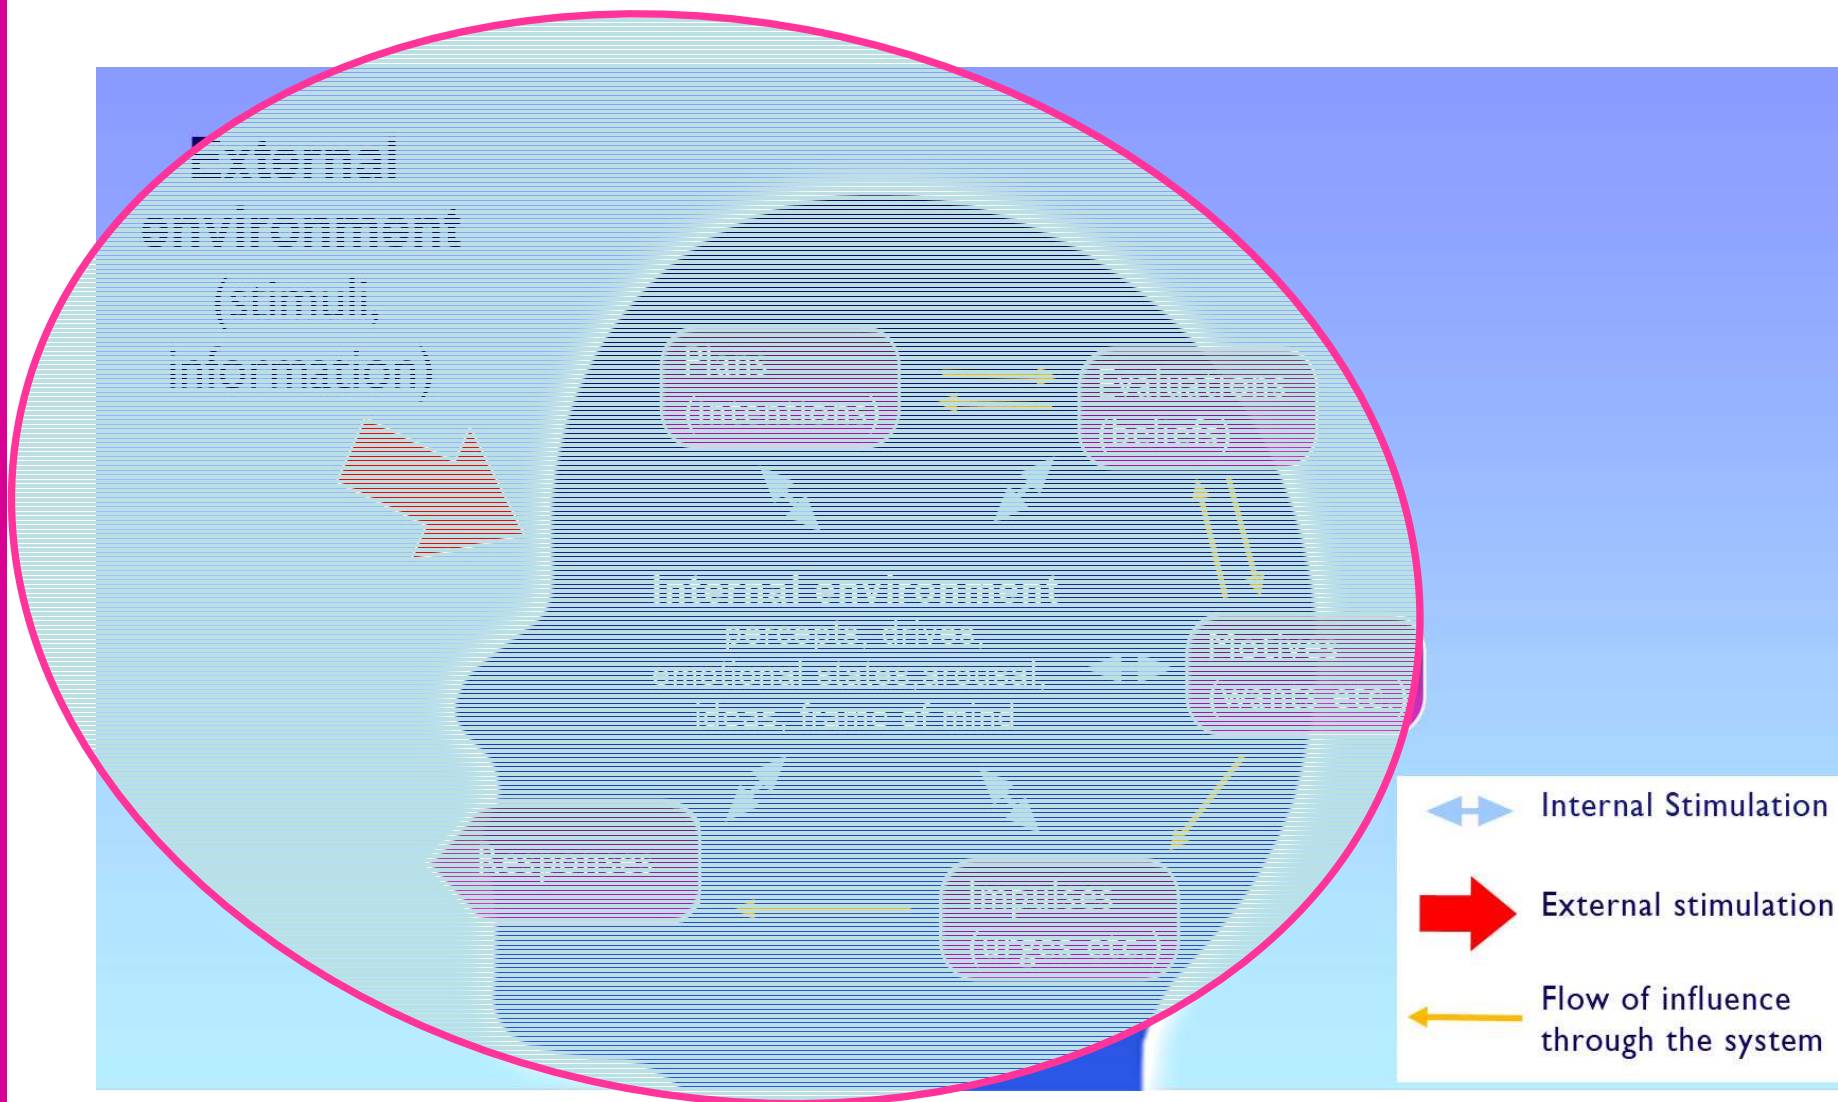 External
environment
(stimuli,
information)
Plans
(intentions)
Evaluations
(beliefs)
Internal environment
percepts, drives,
emotional states,arousal,
ideas, frame of mind
Motives
(wants etc.)
Responses
Impulses
(urges etc.)
Internal Stimulation
External stimulation
Flow of influence
through the system